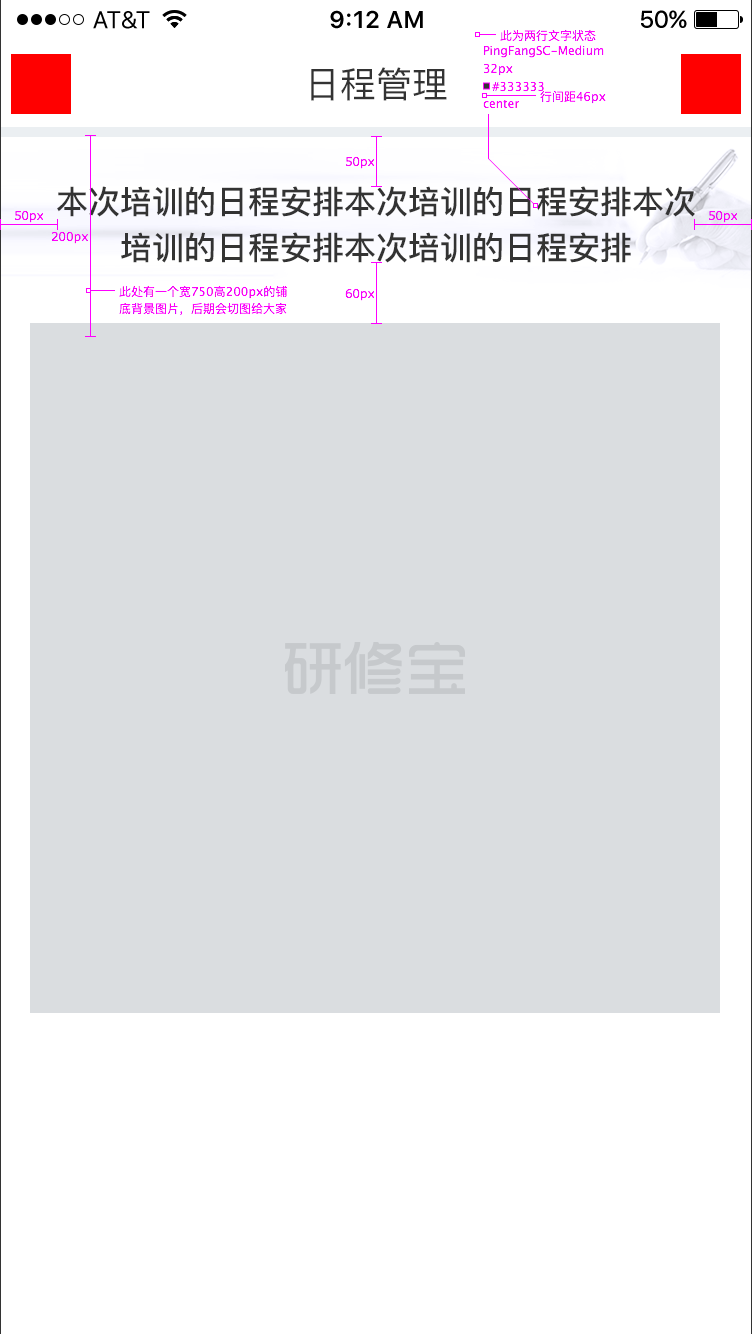 AT&T
9:12 AM
50%
此为两行文字状态
PingFangSC-Medium
32px
#333333
行间距46px
center
日程管理
50px
本次培训的日程安排本次培训的日程安排本次
培训的日程安排本次培训的日程安排
50px
50px
200px
此处有一个宽750高200px的铺
底背景图片，后期会切图给大家
60px
研修宝